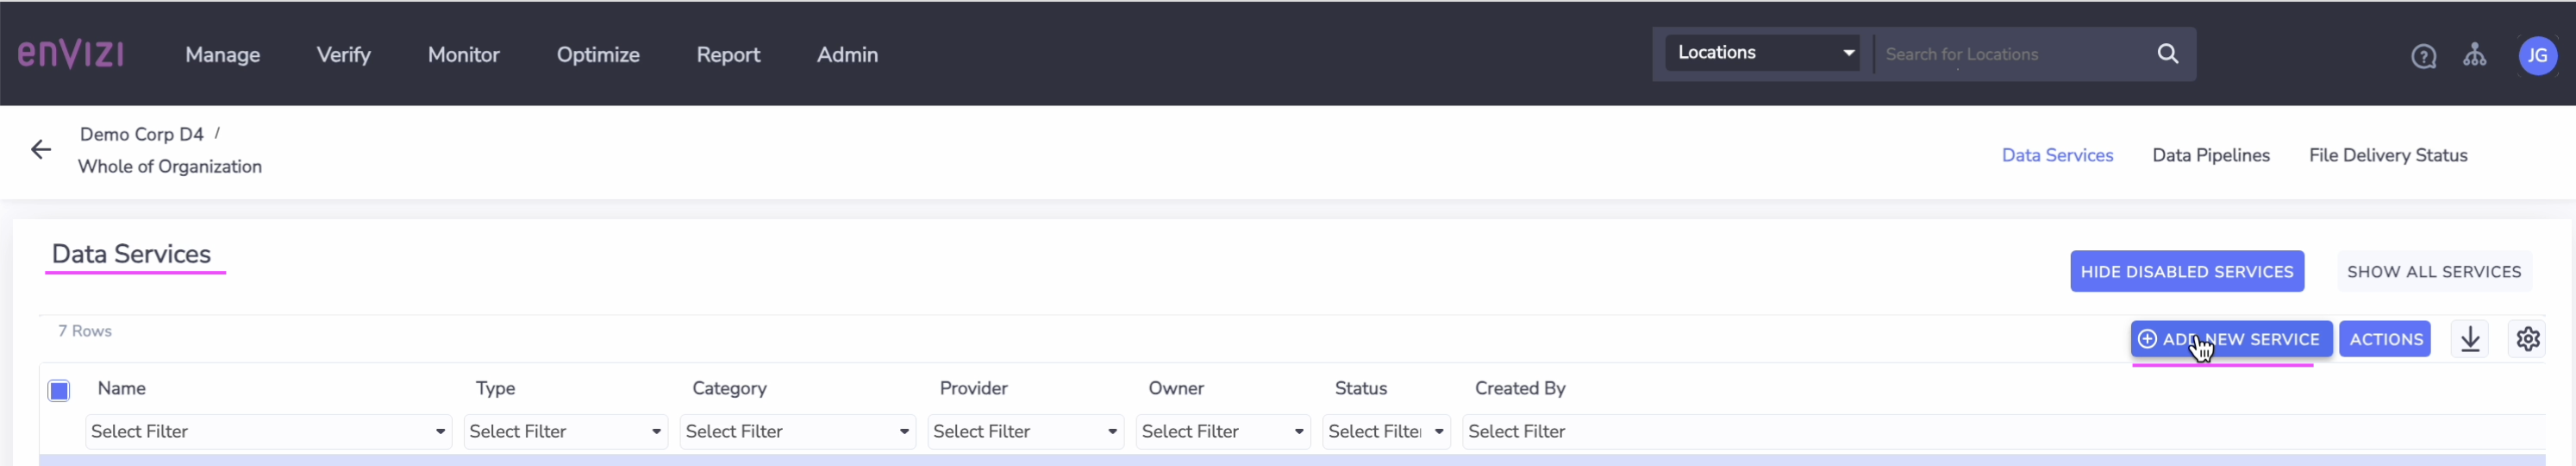 enVIZI Manage Verify Monitor Optimize Report Admin Locations Search for Locations JG
Demo Corp D4 /
Whole of Organization
Data Services Data Pipelines File Delivery Status
Data Services
HIDE DISABLED SERVICES SHOW ALL SERVICES
7 Rows
ADD NEW SERVICE ACTIONS
Name Type Category Provider Owner Status Created By
Select Filter Select Filter Select Filter Select Filter Select Filter Select Filte Select Filter